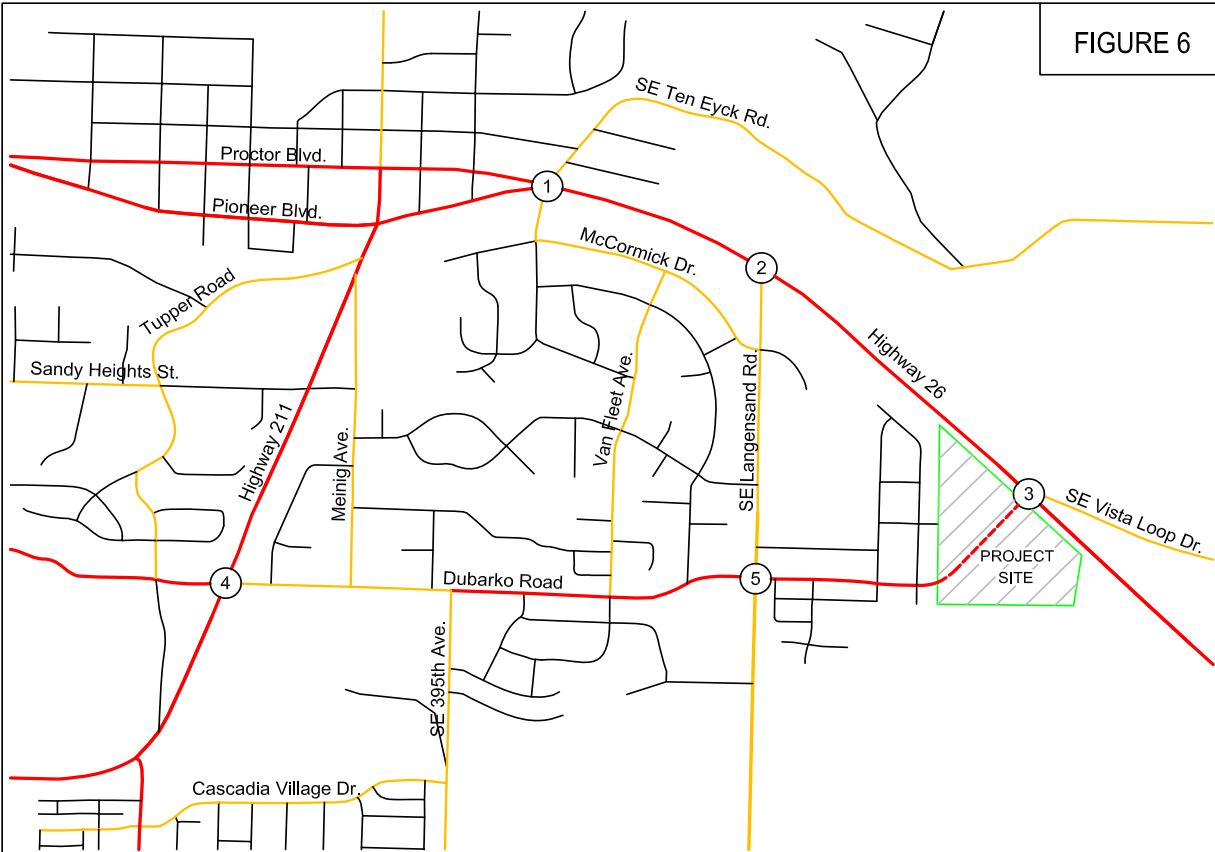 FIGURE 6
SE Ten Eyck Rd.
Proctor Blvd.
1
Pioneer Blvd.
McCormick Dr.
2
Tupper Road
Highway 26
Sandy Heights St.
Highway 211
Meinig Ave.
Van Fleet Ave.
SE Langensand Rd.
3
SE Vista Loop Dr.
PROJECT
SITE
4
Dubarko Road
5
SE 395th Ave.
Cascadia Village Dr.